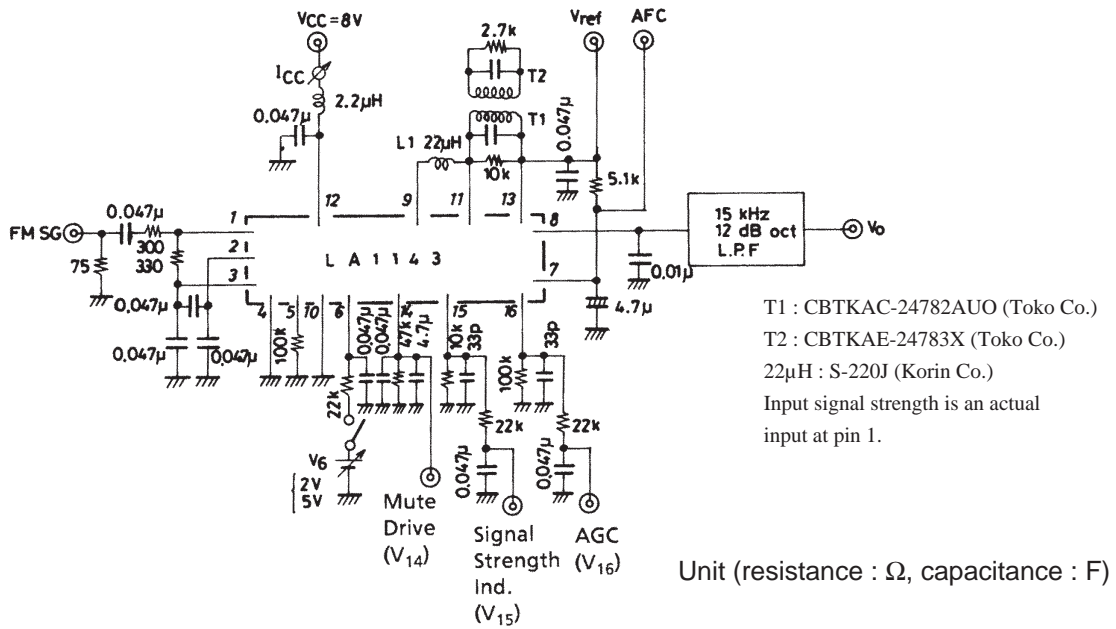 VCC=8V
ICC
2.2μH
0.047μ
Vref
AFC
2.7k
T2
T1
L1 22μH
10k
0.047μ
5.1k
12
9
11
13
FM SG
0.047μ
300
330
75
1
2
3
LA1143
8
7
15 kHz
12 dB oct
L.P.F
Vo
0.01μ
4.7μ
0.047μ
0.047μ
0.047μ
4
5
10
6
14
15
16
100k
0.047μ
0.047μ
47k
4.7μ
10k
33p
100k
33p
22k
22k
22k
V6
2V
5V
0.047μ
0.047μ
Mute
Drive
(V14)
Signal
Strength
Ind.
(V15)
AGC
(V16)
T1 : CBTKAC-24782AUO (Toko Co.)
T2 : CBTKAE-24783X (Toko Co.)
22µH : S-220J (Korin Co.)
Input signal strength is an actual
input at pin 1.
Unit (resistance : Ω, capacitance : F)